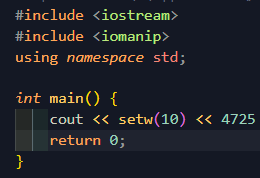 #include <iostream>
#include <iomanip>
using namespace std;
int main() {
cout << setw(10) << 4725
return 0;
}